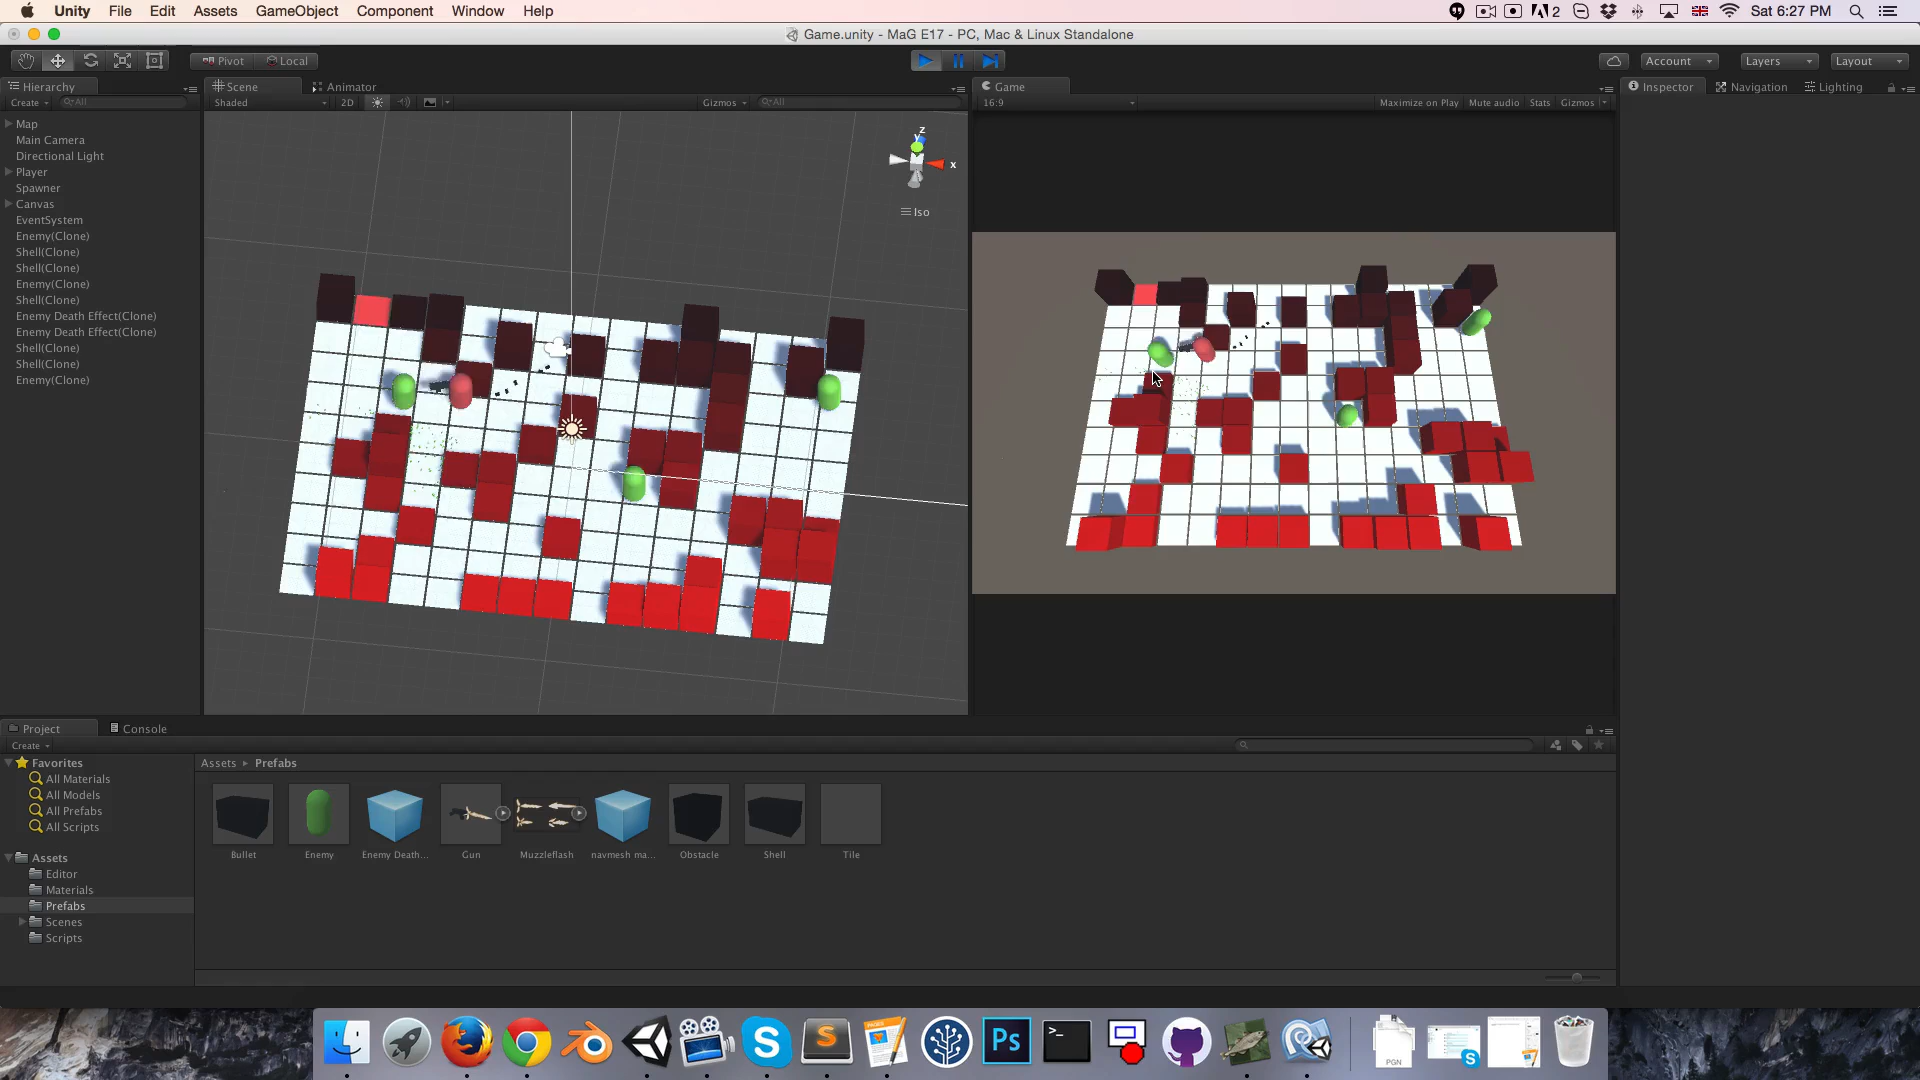 Unity File Edit Assets GameObject Component Window Help
2 Sat 6:27 PM
Game.unity - MaG E17 - PC, Mac & Linux Standalone
Pivot Local Account Layers Layout
Hierarchy Scene Animator Game Inspector Navigation Lighting
Create All Shaded 2D Gizmos All 16:9 Maximize on Play Mute audio Stats Gizmos
Map
Main Camera
Directional Light
Player
Spawner
Canvas
EventSystem
Enemy(Clone)
Shell(Clone)
Shell(Clone)
Enemy(Clone)
Shell(Clone)
Enemy Death Effect(Clone)
Enemy Death Effect(Clone)
Shell(Clone)
Shell(Clone)
Enemy(Clone)
z
y
x
Iso
Project Console
Create
Favorites
All Materials
All Models
All Prefabs
All Scripts
Assets
Editor
Materials
Prefabs
Scenes
Scripts
Assets Prefabs
Bullet Enemy Enemy Death... Gun Muzzleflash navmesh ma... Obstacle Shell Tile
Ps >_ PGN